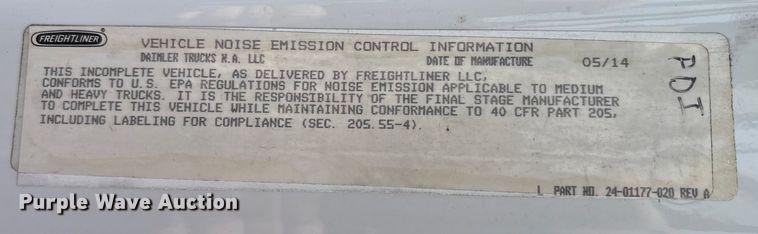 FREIGHTLINER
VEHICLE NOISE EMISSION CONTROL INFORMATION
DAIMLER TRUCKS N.A. LLC DATE OF MANUFACTURE 05/14
THIS INCOMPLETE VEHICLE, AS DELIVERED BY FREIGHTLINER LLC,
CONFORMS TO U.S. EPA REGULATIONS FOR NOISE EMISSION APPLICABLE TO MEDIUM
AND HEAVY TRUCKS. IT IS THE RESPONSIBILITY OF THE FINAL STAGE MANUFACTURER
TO COMPLETE THIS VEHICLE WHILE MAINTAINING CONFORMANCE TO 40 CFR PART 205,
INCLUDING LABELING FOR COMPLIANCE (SEC. 205.55-4).
PDI
L PART NO. 24-01177-020 REV A
Purple Wave Auction